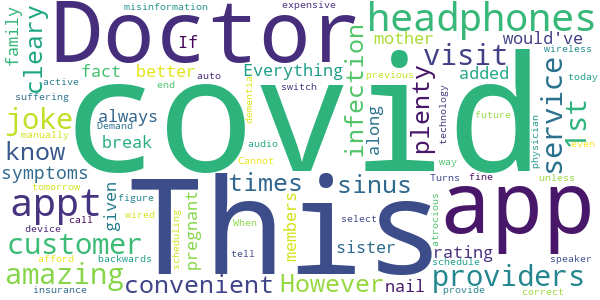 misinformation
expensive
Doctor
headphones
family
cleary
If
mother
would've
fact
better
Everything
visit
wireless
active
auto
infection
previous
added
service
1st
today
suffering
end
switch
covid
plenty
technology
joke
always
Demand
manually
dementia
future
even
along
break
audio
Cannot
physician
know
way
symptoms
This
times
sinus
Turns
fine
unless
tomorrow
given
figure
pregnant
When
select
appt
wired
scheduling
members
sister
atrocious
app
device
call
tell
rating
schedule
speaker
customer
afford
backwards
However
nail
providers
amazing
convenient
insurance
provide
correct